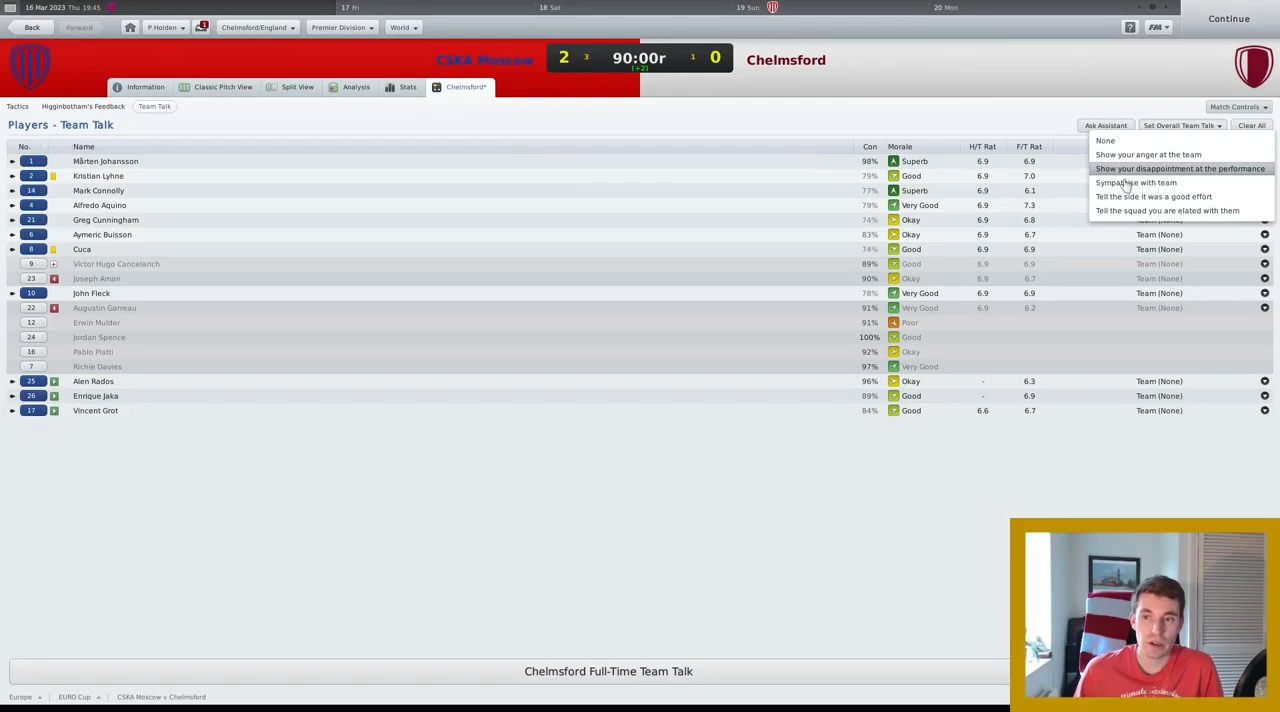 16 Mar 2023 Thu 19:45 17 Fri 18 Sat 19 Sun 20 Mon
Back Forward P Holden 1 Chelmsford/England Premier Division World ? FM Continue
CSKA Moscow 2 3 90:00r (+2) 1 0 Chelmsford
Information Classic Pitch View Split View Analysis Stats Chelmsford*
Tactics Higginbotham's Feedback Team Talk Match Controls
Players - Team Talk Ask Assistant Set Overall Team Talk Clear All
No. Name Con Morale H/T Rat F/T Rat
None
Show your anger at the team
Show your disappointment at the performance
Sympathise with team
Tell the side it was a good effort
Tell the squad you are elated with them
1 Mårten Johansson 98% Superb 6.9 6.9
2 Kristian Lyhne 79% Good 6.9 7.0
14 Mark Connolly 77% Superb 6.9 6.1
4 Alfredo Aquino 79% Very Good 6.9 7.3
21 Greg Cunningham 74% Okay 6.9 6.8 Team (None)
6 Aymeric Buisson 83% Okay 6.9 6.7 Team (None)
8 Cuca 74% Good 6.9 6.9 Team (None)
9 Víctor Hugo Cancelarich 89% Good 6.9 6.9 Team (None)
23 Joseph Aman 90% Okay 6.9 6.7 Team (None)
10 John Fleck 78% Very Good 6.9 6.9 Team (None)
22 Augustin Garreau 91% Very Good 6.9 6.2 Team (None)
12 Erwin Mulder 91% Poor
24 Jordan Spence 100% Good
16 Pablo Piatti 92% Okay
7 Richie Davies 97% Very Good
25 Alen Rados 96% Okay - 6.3 Team (None)
26 Enrique Jaka 89% Good - 6.9 Team (None)
17 Vincent Grot 84% Good 6.6 6.7 Team (None)
Chelmsford Full-Time Team Talk
Europe EURO Cup CSKA Moscow v Chelmsford